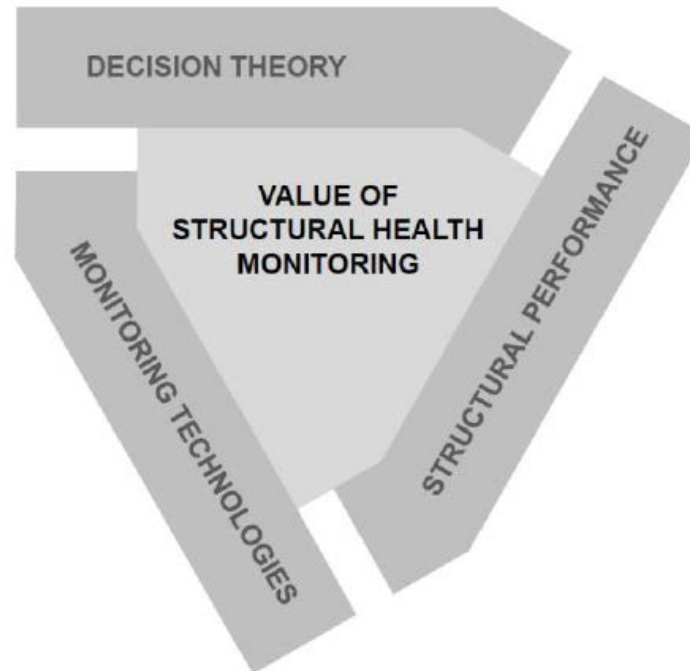 DECISION THEORY
VALUE OF
STRUCTURAL HEALTH
MONITORING
STRUCTURAL PERFORMANCE
MONITORING TECHNOLOGIES